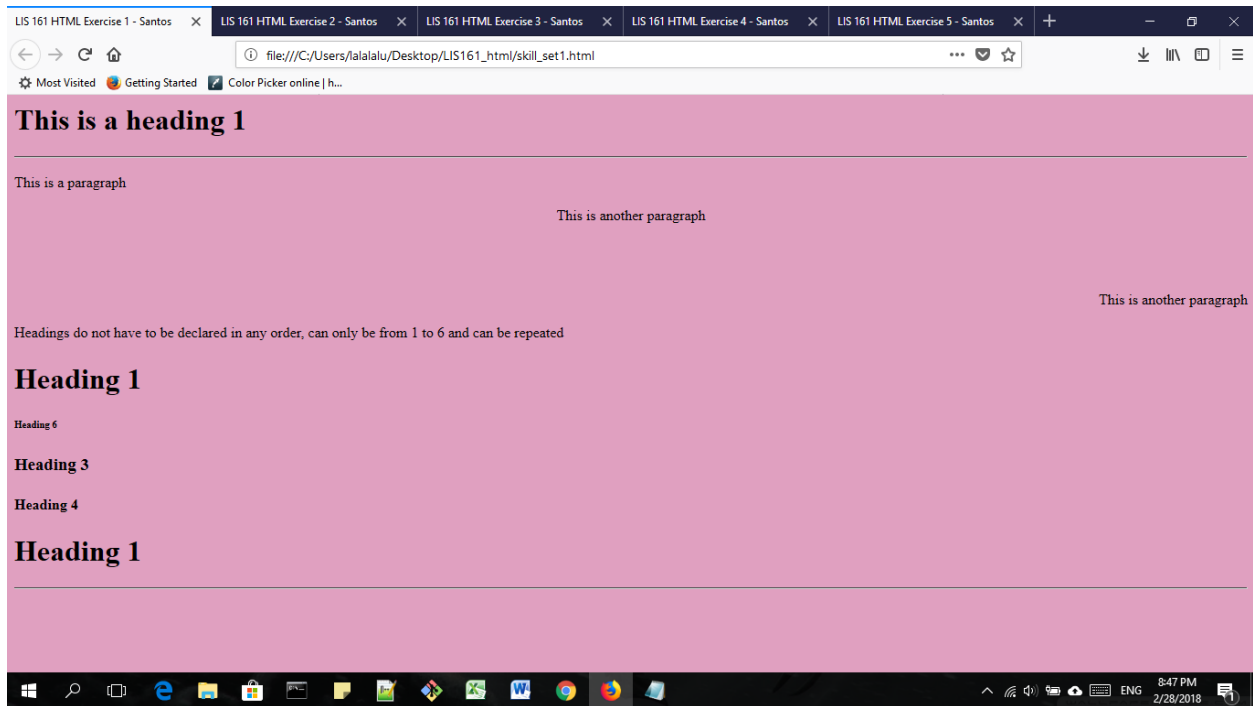 LIS 161 HTML Exercise 1 - Santos
LIS 161 HTML Exercise 2 - Santos
LIS 161 HTML Exercise 3 - Santos
LIS 161 HTML Exercise 4 - Santos
LIS 161 HTML Exercise 5 - Santos
file:///C:/Users/lalalalu/Desktop/LIS161_html/skill_set1.html
Most Visited Getting Started Color Picker online | h...
This is a heading 1
This is a paragraph
This is another paragraph
This is another paragraph
Headings do not have to be declared in any order, can only be from 1 to 6 and can be repeated
Heading 1
Heading 6
Heading 3
Heading 4
Heading 1
ENG
8:47 PM
2/28/2018